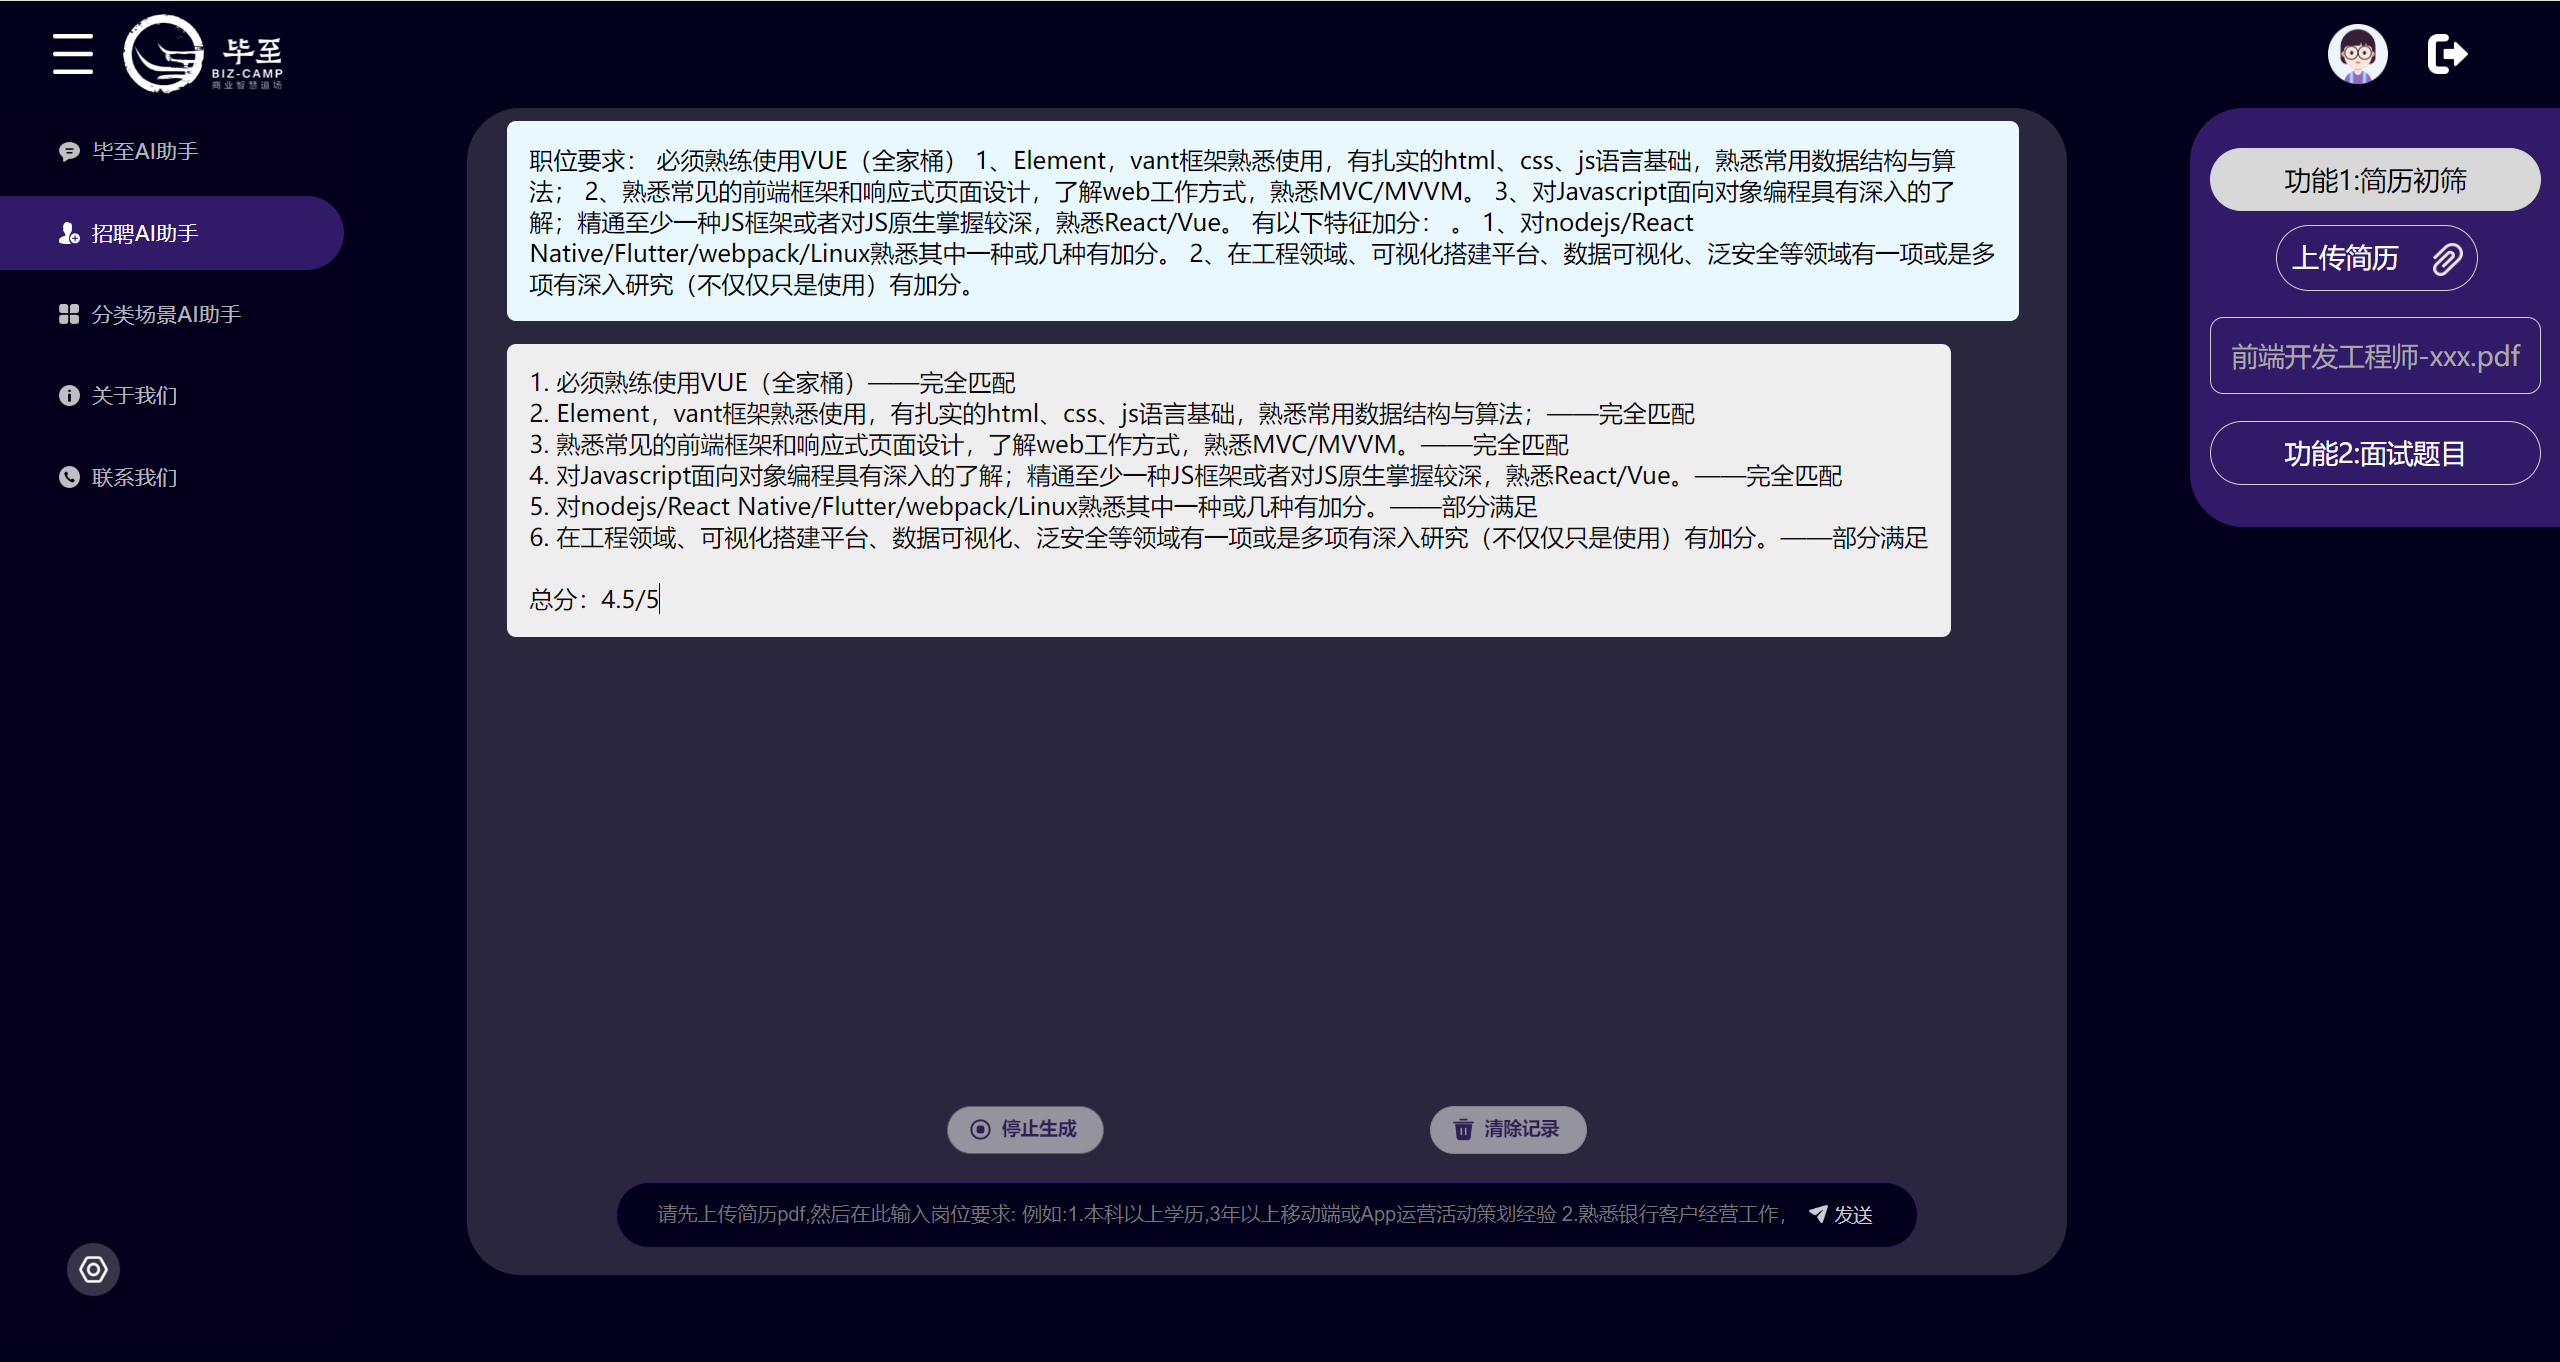 毕至
BIZ-CAMP
商业智慧道场
毕至AI助手
招聘AI助手
分类场景AI助手
关于我们
联系我们
职位要求： 必须熟练使用VUE（全家桶） 1、Element，vant框架熟悉使用，有扎实的html、css、js语言基础，熟悉常用数据结构与算
法； 2、熟悉常见的前端框架和响应式页面设计，了解web工作方式，熟悉MVC/MVVM。 3、对Javascript面向对象编程具有深入的了
解；精通至少一种JS框架或者对JS原生掌握较深，熟悉React/Vue。 有以下特征加分： 。 1、对nodejs/React
Native/Flutter/webpack/Linux熟悉其中一种或几种有加分。 2、在工程领域、可视化搭建平台、数据可视化、泛安全等领域有一项或是多
项有深入研究（不仅仅只是使用）有加分。
1. 必须熟练使用VUE（全家桶）——完全匹配
2. Element，vant框架熟悉使用，有扎实的html、css、js语言基础，熟悉常用数据结构与算法；——完全匹配
3. 熟悉常见的前端框架和响应式页面设计，了解web工作方式，熟悉MVC/MVVM。——完全匹配
4. 对Javascript面向对象编程具有深入的了解；精通至少一种JS框架或者对JS原生掌握较深，熟悉React/Vue。——完全匹配
5. 对nodejs/React Native/Flutter/webpack/Linux熟悉其中一种或几种有加分。——部分满足
6. 在工程领域、可视化搭建平台、数据可视化、泛安全等领域有一项或是多项有深入研究（不仅仅只是使用）有加分。——部分满足
总分：4.5/5
停止生成
清除记录
请先上传简历pdf,然后在此输入岗位要求: 例如:1.本科以上学历,3年以上移动端或App运营活动策划经验 2.熟悉银行客户经营工作，
发送
功能1:简历初筛
上传简历
前端开发工程师-xxx.pdf
功能2:面试题目